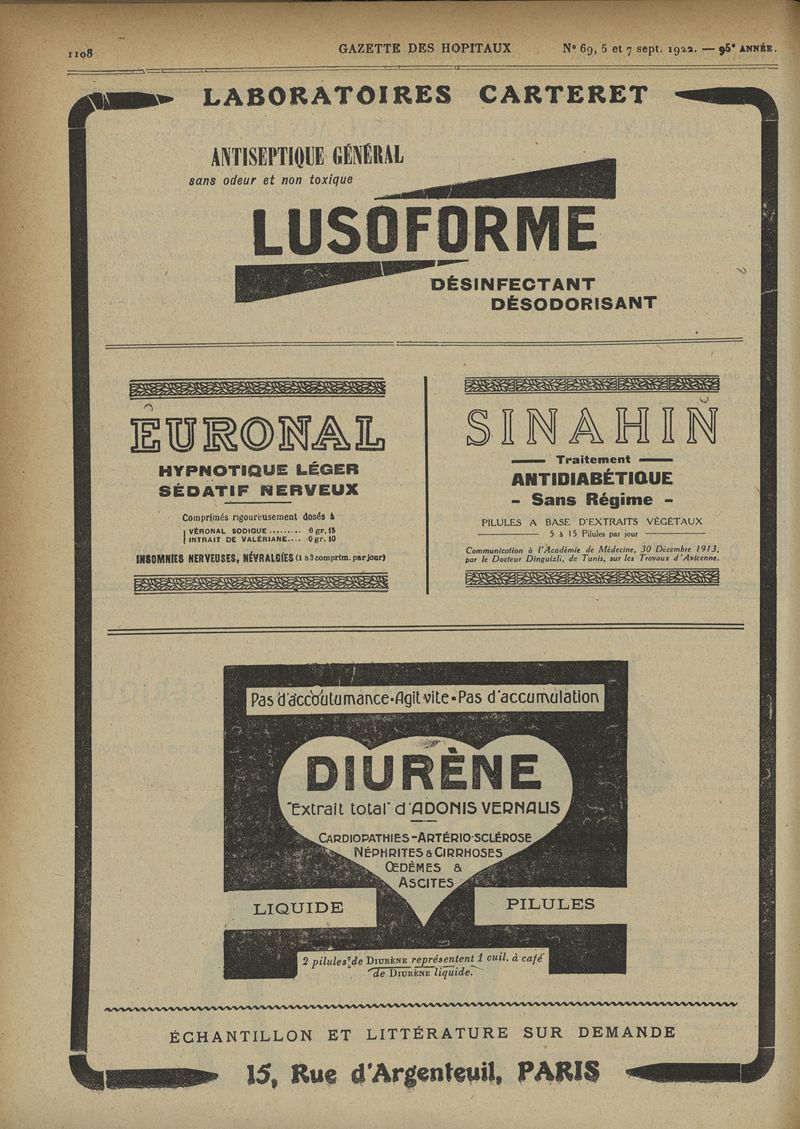 1108
GAZETTE DES HOPITAUX
N° 69, 5 et 7 sept. 1922. — 95e ANNÉE.
LABORATOIRES CARTERET
ANTISEPTIQUE GÉNÉRAL
sans odeur et non toxique
LUSOFORME
DÉSINFECTANT
DÉSODORISANT
EURONAL
HYPNOTIQUE LÉGER
SÉDATIF NERVEUX
Comprimés rigoureusement dosés à
VÉRONAL SODIQUE......... 0 gr. 15
INTRAIT DE VALÉRIANE.... 0 gr. 10
INSOMNIES NERVEUSES, NÉVRALGIES (1 à 3 comprim. par jour)
SINAHIN
Traitement
ANTIDIABÉTIQUE
- Sans Régime -
PILULES A BASE D'EXTRAITS VÉGÉTAUX
5 à 15 Pilules par jour
Communication à l'Académie de Médecine, 30 Décembre 1913,
par le Docteur Dinguizli, de Tunis, sur les Travaux d'Avicenne.
Pas d'accoutumance-Agit vite-Pas d'accumulation
DIURÈNE
"Extrait total" d'ADONIS VERNALIS
CARDIOPATHIES-ARTÉRIO-SCLÉROSE
NÉPHRITES & CIRRHOSES
ŒDÈMES &
ASCITES
LIQUIDE
PILULES
2 pilules de DIURÈNE représentent 1 cuil. à café
de DIURÈNE liquide.
ÉCHANTILLON ET LITTÉRATURE SUR DEMANDE
15, Rue d'Argenteuil, PARIS